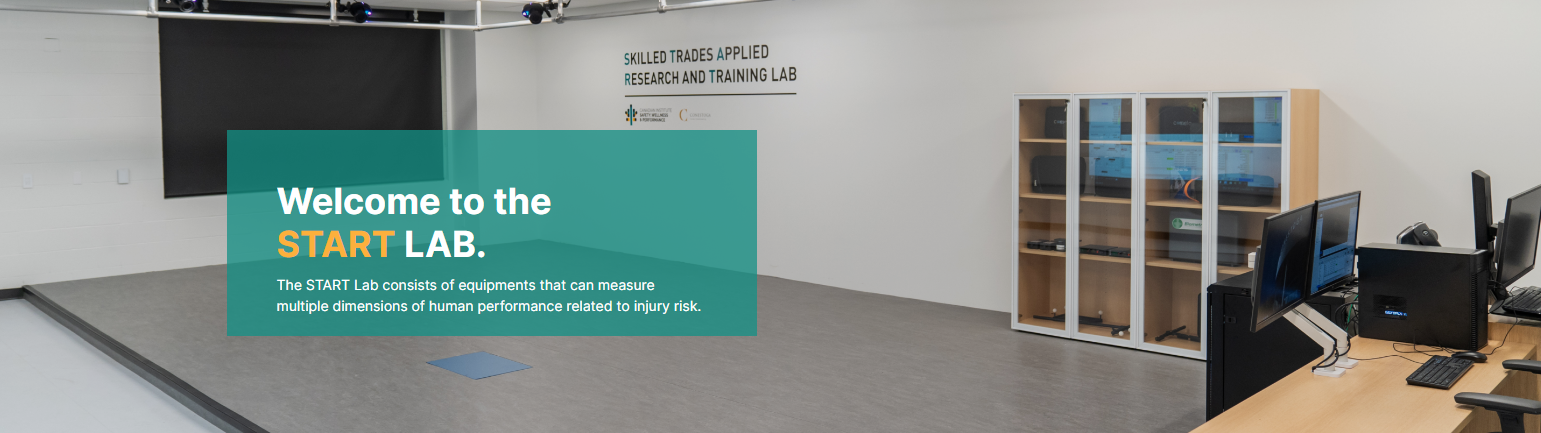 SKILLED TRADES APPLIED
RESEARCH AND TRAINING LAB
CANADIAN INSTITUTE
SAFETY WELLNESS
& PERFORMANCE
CONESTOGA
Welcome to the
START LAB.
The START Lab consists of equipments that can measure
multiple dimensions of human performance related to injury risk.